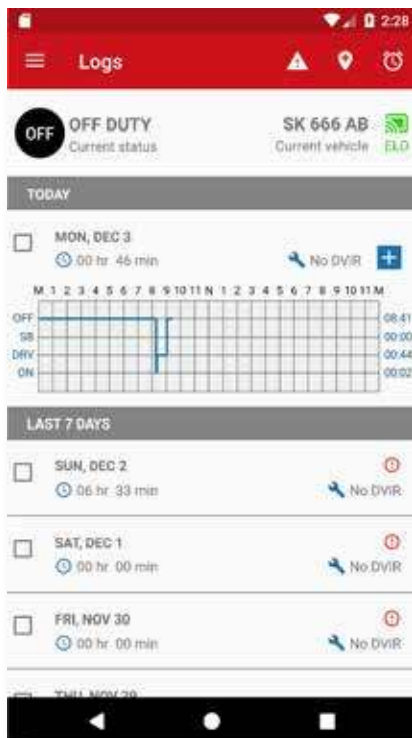 2:28
Logs
OFF OFF DUTY SK 666 AB
Current status Current vehicle ELD
TODAY
MON, DEC 3
00 hr 46 min No DVIR
M 1 2 3 4 5 6 7 8 9 10 11 N 1 2 3 4 5 6 7 8 9 10 11 M
OFF 08:41
SB 00:00
DRV 00:44
ON 00:02
LAST 7 DAYS
SUN, DEC 2
06 hr 33 min No DVIR
SAT, DEC 1
00 hr 00 min No DVIR
FRI, NOV 30
00 hr 00 min No DVIR
THU, NOV 29